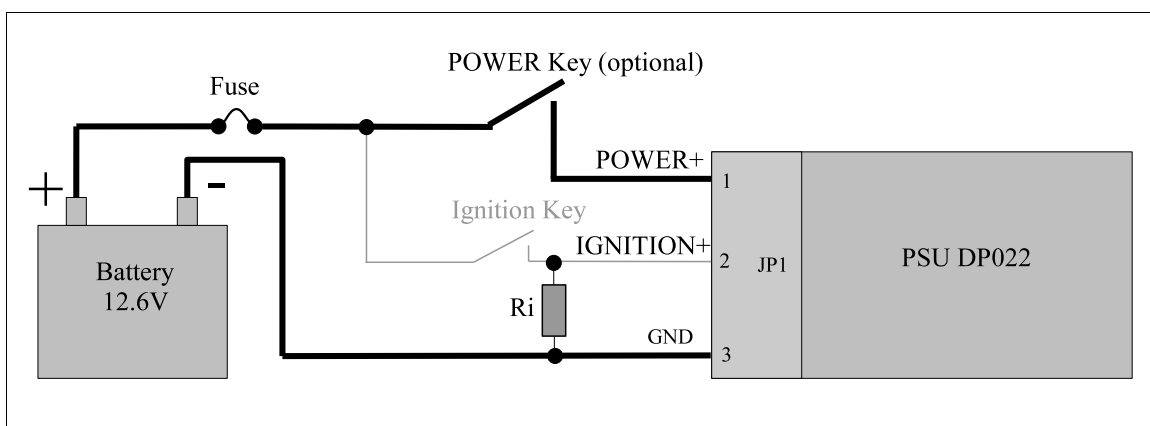 POWER Key (optional)
Fuse
POWER+
+
-
1
Ignition Key
IGNITION+
2
JP1
PSU DP022
Battery
12.6V
Ri
GND
3